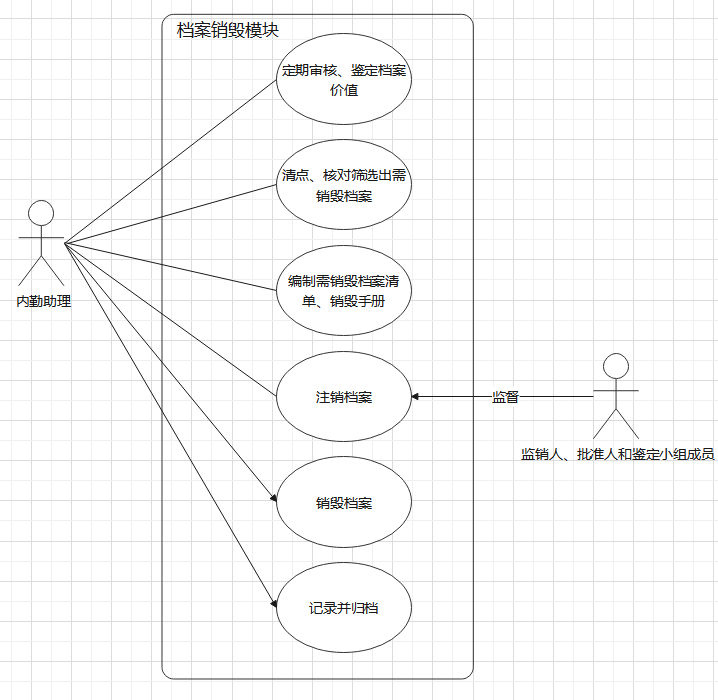 档案销毁模块
定期审核、鉴定档案
价值
清点、核对筛选出需
销毁档案
编制需销毁档案清
单、销毁手册
内勤助理
注销档案
监督
监销人、批准人和鉴定小组成员
销毁档案
记录并归档